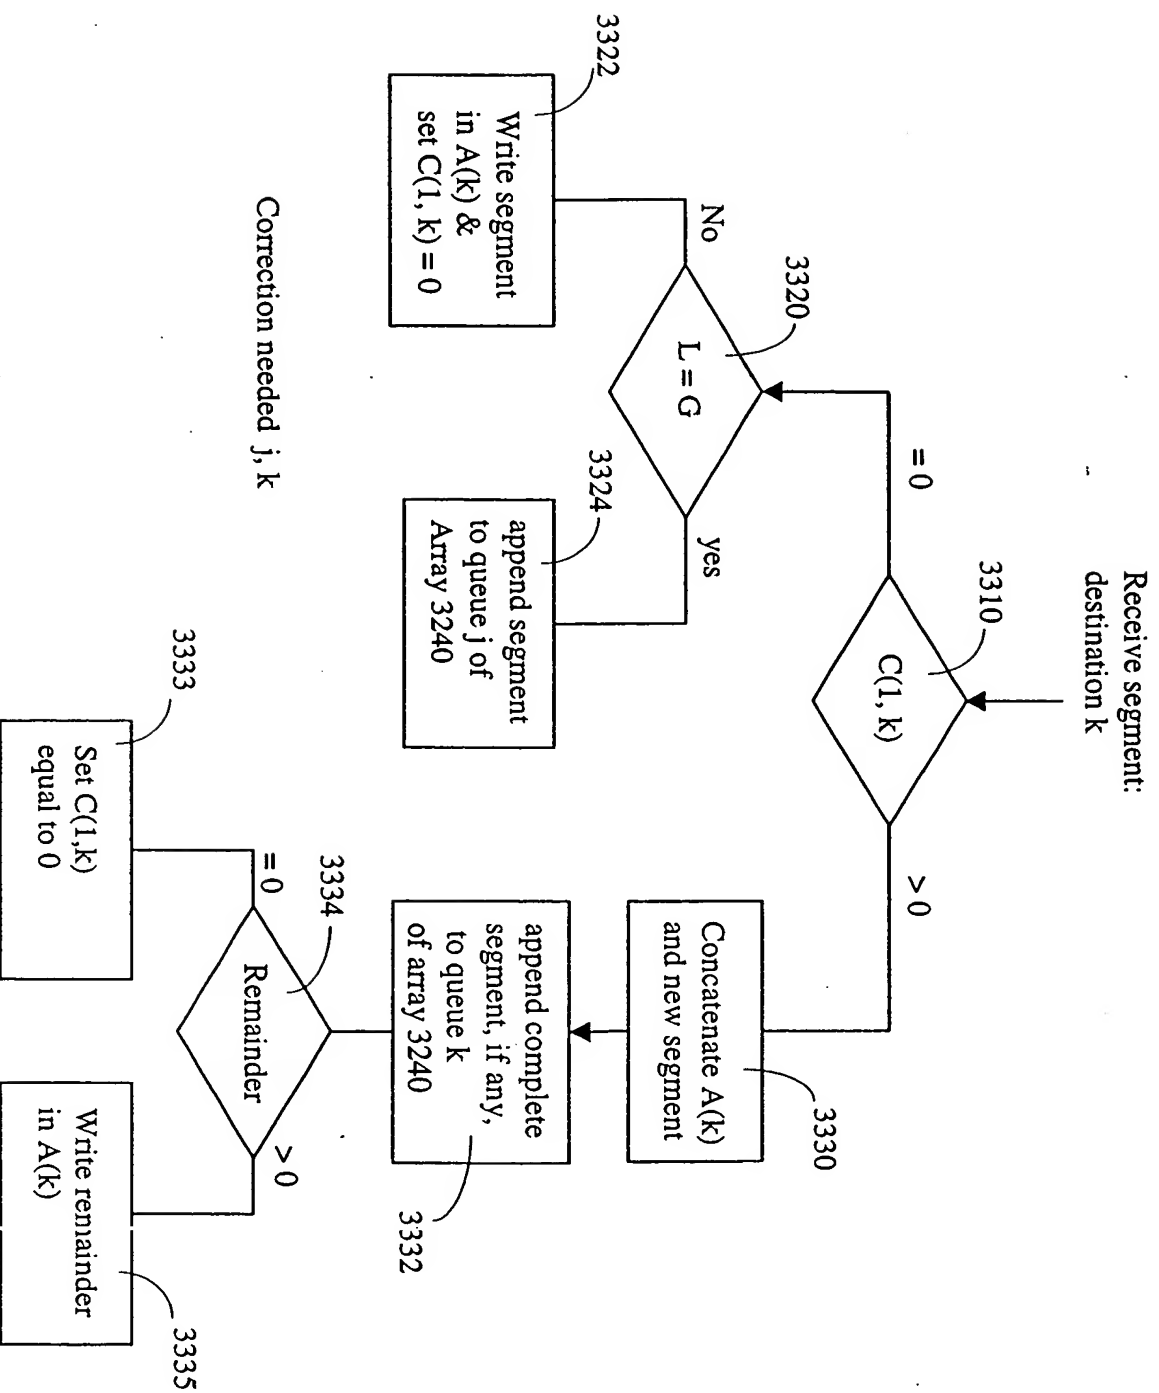 Receive segment:
destination k
3310
C(1, k)
= 0
> 0
3320
L = G
No
yes
3322
Write segment
in A(k) &
set C(1, k) = 0
3324
append segment
to queue j of
Array 3240
Concatenate A(k)
and new segment
3330
append complete
segment, if any,
to queue k
of array 3240
3332
3334
Remainder
= 0
> 0
3333
Set C(1,k)
equal to 0
Write remainder
in A(k)
3335
Correction needed j, k